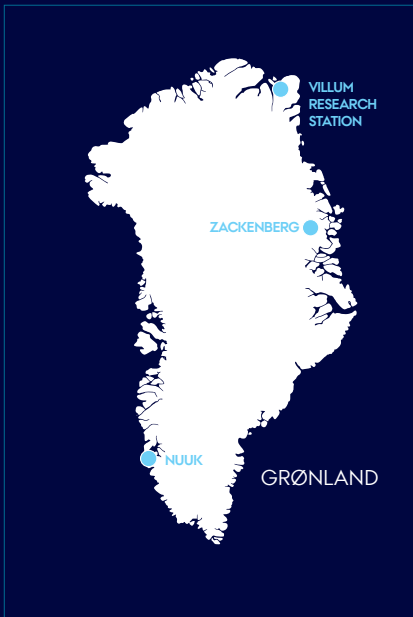 VILLUM
RESEARCH
STATION
ZACKENBERG
NUUK
GRØNLAND